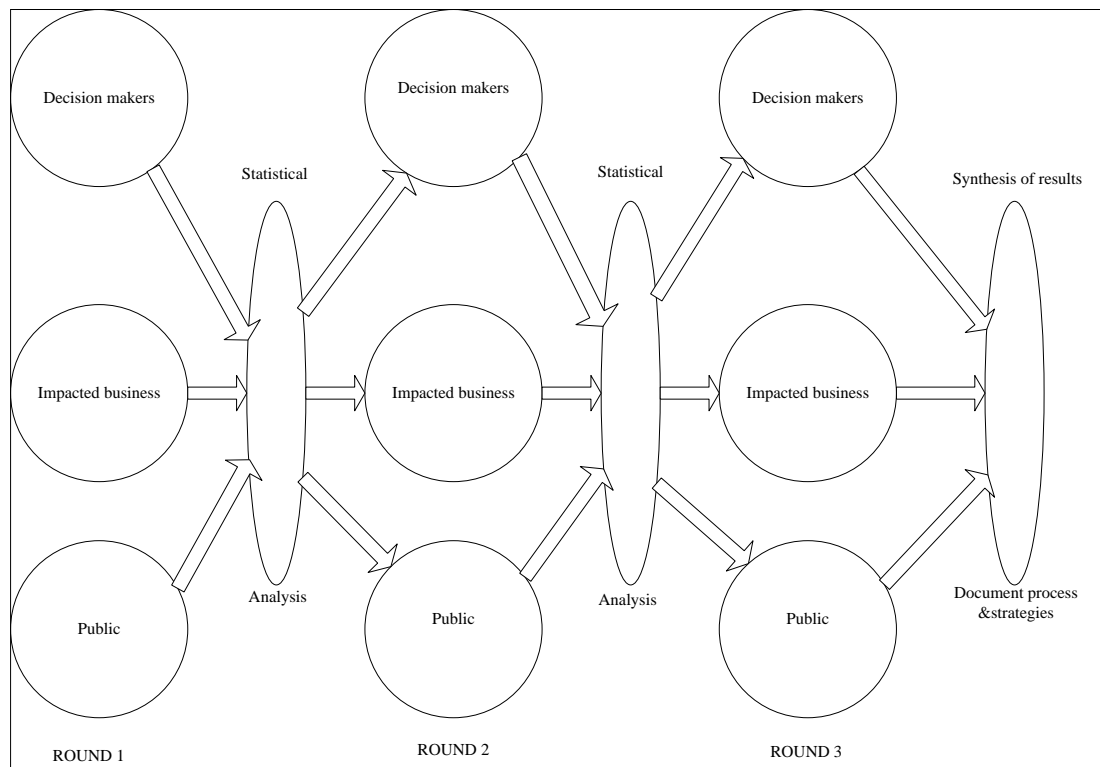 Decision makers
Decision makers
Decision makers
Statistical
Statistical
Synthesis of results
Impacted business
Impacted business
Impacted business
Analysis
Analysis
Document process
&strategies
Public
Public
Public
ROUND 1
ROUND 2
ROUND 3